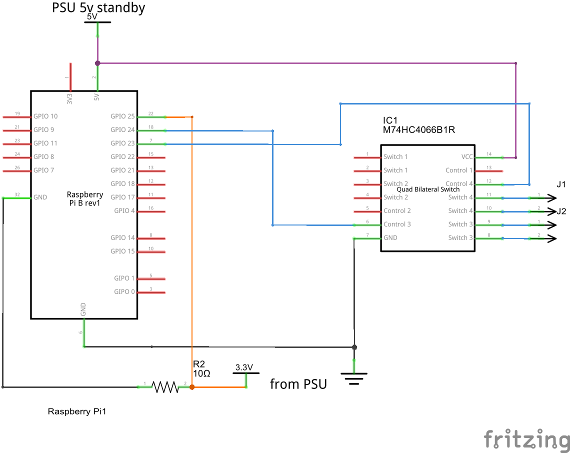 PSU 5v standby
5V
IC1
M74HC4066B1R
3V3
5V
GPIO 10
GPIO 9
GPIO 11
GPIO 8
GPIO 7
GND
GPIO 25
GPIO 24
GPIO 23
GPIO 22
GPIO 21
GPIO 18
GPIO 17
GPIO 4
GPIO 14
GPIO 15
GIPO 1
GPIO 0
GND
Raspberry
Pi B rev1
Switch 1
Switch 1
Switch 2
Switch 2
Control 2
Control 3
GND
Quad Bilateral Switch
VCC
Control 1
Control 4
Switch 4
Switch 4
Switch 3
Switch 3
14
J1
J2
R2
10Ω
3.3V
from PSU
Raspberry Pi1
fritzing